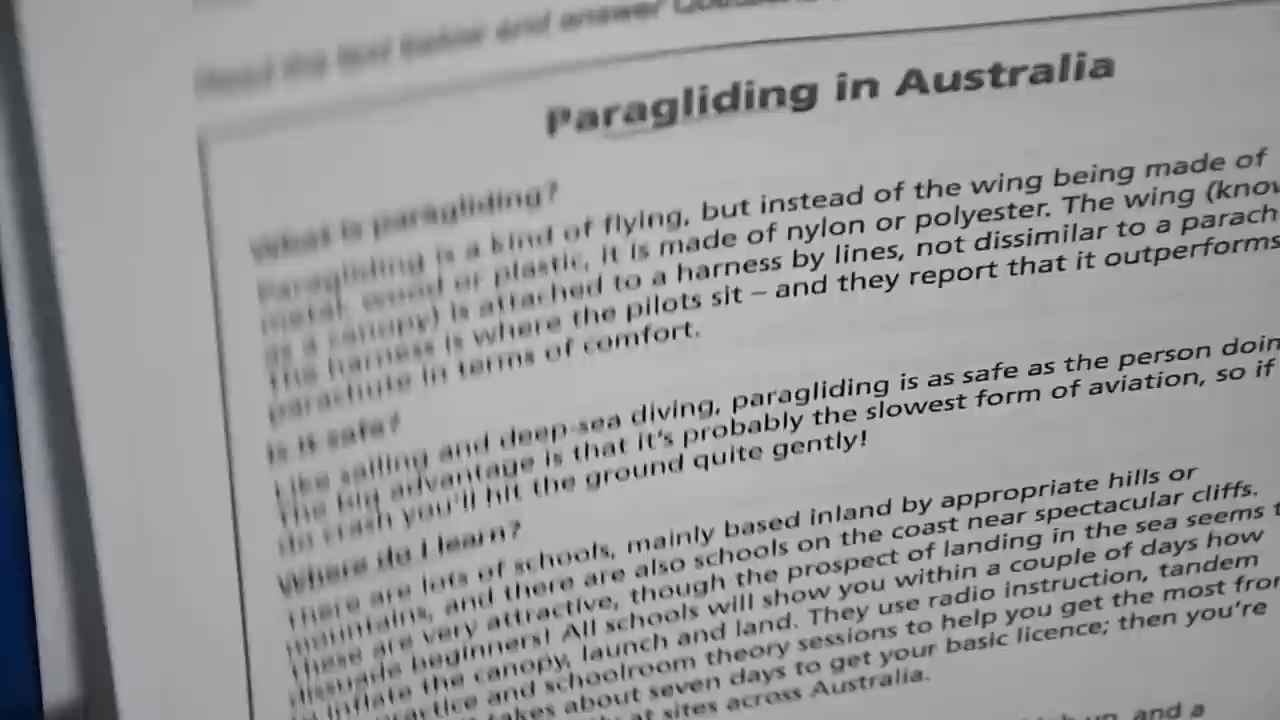 Read the text below and answer Questions
Paragliding in Australia
What is paragliding?
Paragliding is a kind of flying, but instead of the wing being made of
metal, wood or plastic, it is made of nylon or polyester. The wing (know
as a canopy) is attached to a harness by lines, not dissimilar to a parach
The harness is where the pilots sit – and they report that it outperforms
parachute in terms of comfort.
Is it safe?
Like sailing and deep-sea diving, paragliding is as safe as the person doin
The big advantage is that it's probably the slowest form of aviation, so if
do crash you'll hit the ground quite gently!
Where do I learn?
There are lots of schools, mainly based inland by appropriate hills or
mountains, and there are also schools on the coast near spectacular cliffs.
These are very attractive, though the prospect of landing in the sea seems t
dissuade beginners! All schools will show you within a couple of days how
to inflate the canopy, launch and land. They use radio instruction, tandem
practice and schoolroom theory sessions to help you get the most from
takes about seven days to get your basic licence; then you're
at sites across Australia.
and a